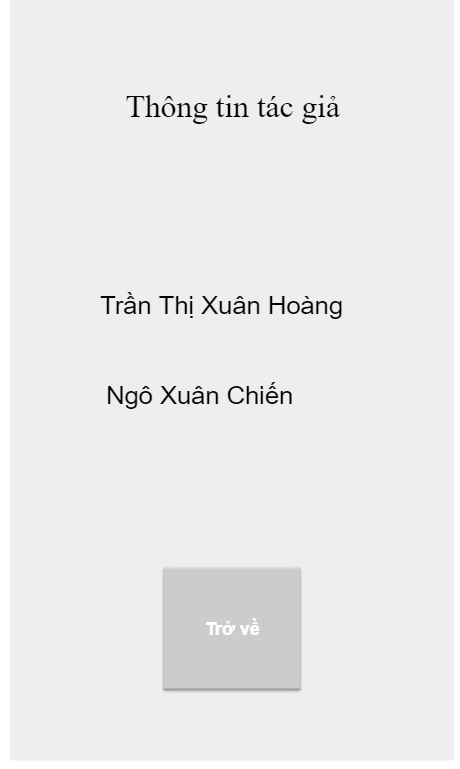 Thông tin tác giả
Trần Thị Xuân Hoàng
Ngô Xuân Chiến
Trở về